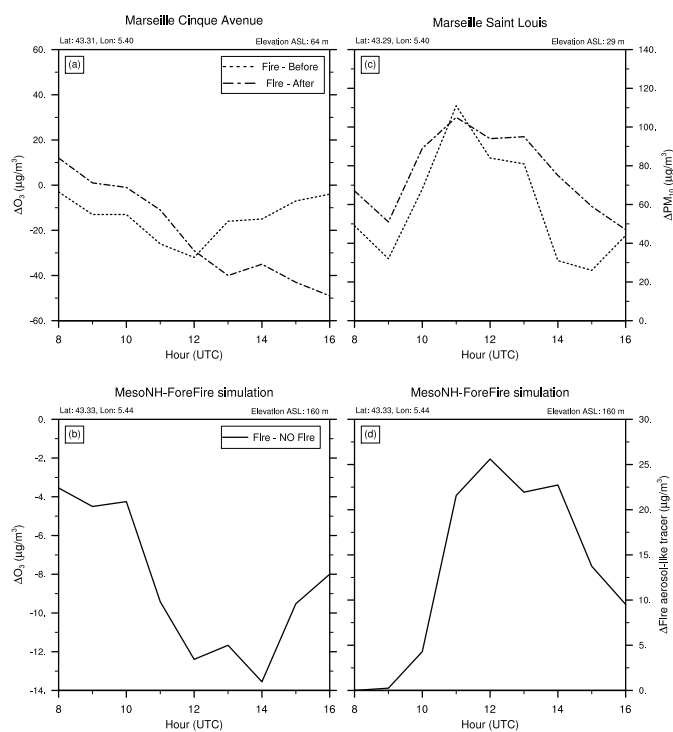 Marseille Cinque Avenue
Lat: 43.31, Lon: 5.40 Elevation ASL: 64 m
(a)
Fire - Before
Fire - After
60.
40.
20.
0.
-20.
-40.
-60.
ΔO3 (µg/m3)
8 10 12 14 16
Hour (UTC)
Marseille Saint Louis
Lat: 43.29, Lon: 5.40 Elevation ASL: 29 m
(c)
140.
120.
100.
80.
60.
40.
20.
0.
ΔPM10 (µg/m3)
8 10 12 14 16
Hour (UTC)
MesoNH-ForeFire simulation
Lat: 43.33, Lon: 5.44 Elevation ASL: 160 m
(b)
Fire - NO Fire
0.
-2.
-4.
-6.
-8.
-10.
-12.
-14.
ΔO3 (µg/m3)
8 10 12 14 16
Hour (UTC)
MesoNH-ForeFire simulation
Lat: 43.33, Lon: 5.44 Elevation ASL: 160 m
(d)
30.
25.
20.
15.
10.
5.
0.
ΔFire aerosol-like tracer (µg/m3)
8 10 12 14 16
Hour (UTC)